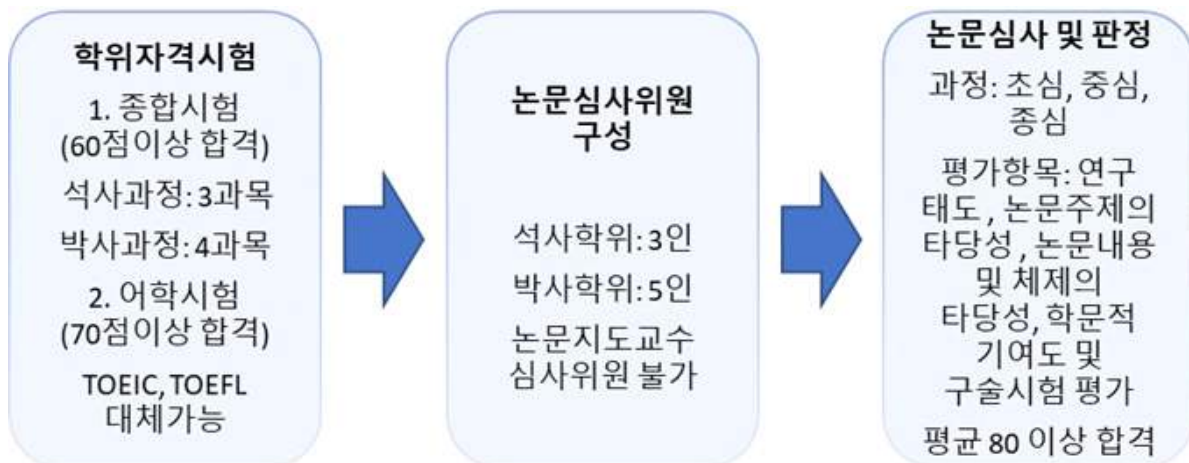 학위자격시험
1. 종합시험
(60점이상 합격)
석사과정: 3과목
박사과정: 4과목
2. 어학시험
(70점이상 합격)
TOEIC, TOEFL
대체가능
논문심사위원
구성
석사학위: 3인
박사학위: 5인
논문지도교수
심사위원 불가
논문심사 및 판정
과정: 초심, 중심,
종심
평가항목: 연구
태도 , 논문주제의
타당성 , 논문내용
및 체제의
타당성, 학문적
기여도 및
구술시험 평가
평균 80 이상 합격